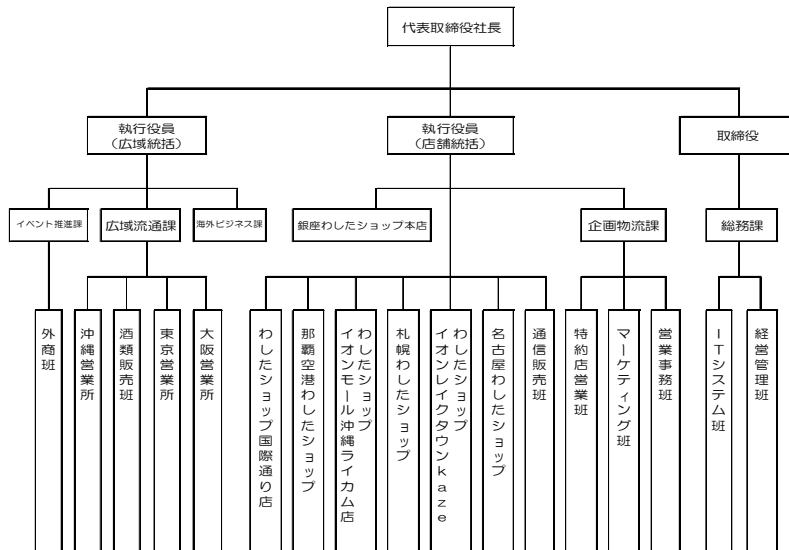 代表取締役社長
執行役員
（広域統括）
執行役員
（店舗統括）
取締役
イベント推進課
広域流通課
海外ビジネス課
銀座わしたショップ本店
企画物流課
総務課
外商班
沖縄営業所
酒類販売班
東京営業所
大阪営業所
わしたショップ国際通り店
那覇空港わしたショップ
わしたショップ
イオンモール沖縄ライカム店
札幌わしたショップ
わしたショップ
イオンレイクタウンkaze
名古屋わしたショップ
通信販売班
特約店営業班
マーケティング班
営業事務班
ITシステム班
経営管理班